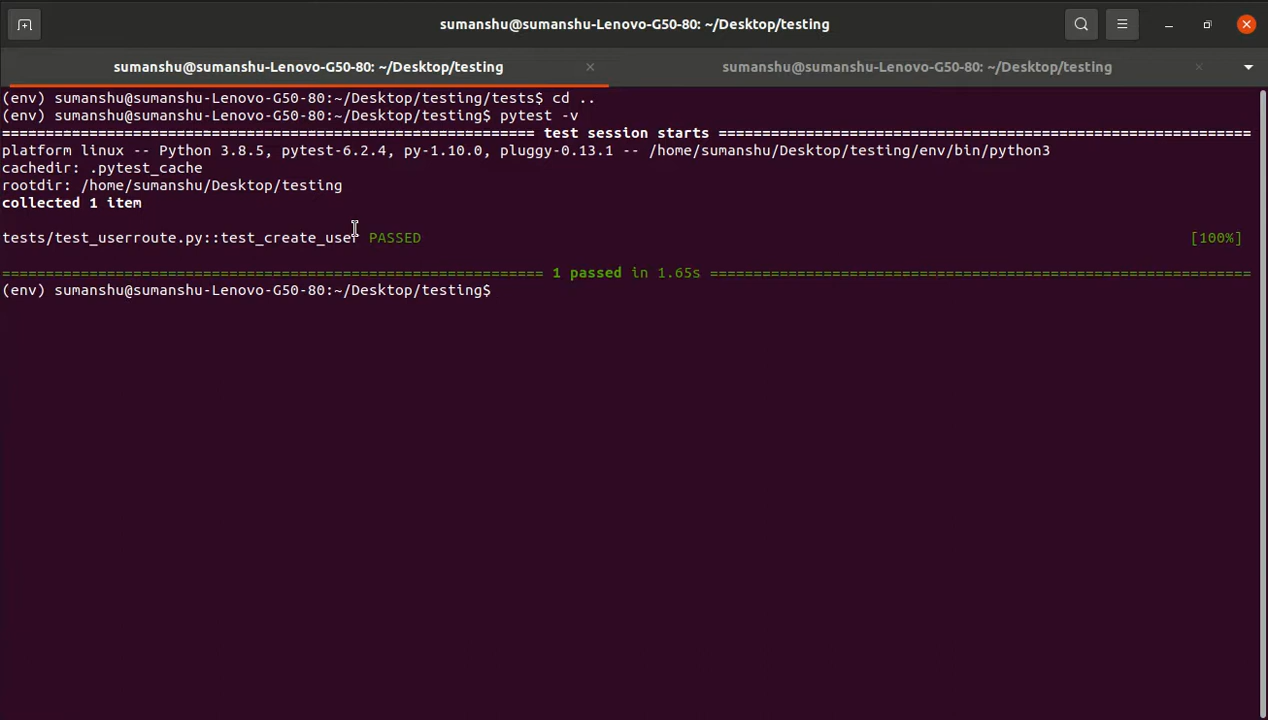 sumanshu@sumanshu-Lenovo-G50-80: ~/Desktop/testing
sumanshu@sumanshu-Lenovo-G50-80: ~/Desktop/testing
sumanshu@sumanshu-Lenovo-G50-80: ~/Desktop/testing
(env) sumanshu@sumanshu-Lenovo-G50-80:~/Desktop/testing/tests$ cd ..
(env) sumanshu@sumanshu-Lenovo-G50-80:~/Desktop/testing$ pytest -v
============================================================= test session starts =============================================================
platform linux -- Python 3.8.5, pytest-6.2.4, py-1.10.0, pluggy-0.13.1 -- /home/sumanshu/Desktop/testing/env/bin/python3
cachedir: .pytest_cache
rootdir: /home/sumanshu/Desktop/testing
collected 1 item
tests/test_userroute.py::test_create_user PASSED [100%]
============================================================== 1 passed in 1.65s ==============================================================
(env) sumanshu@sumanshu-Lenovo-G50-80:~/Desktop/testing$